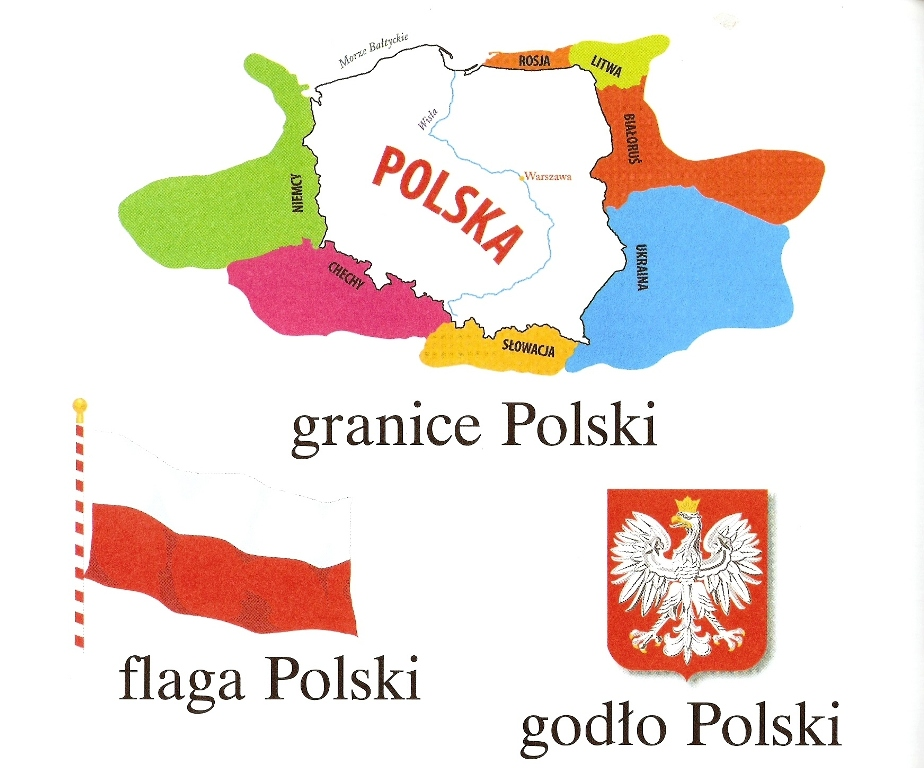 Morze Bałtyckie
ROSJA
LITWA
Wisła
BIAŁORUŚ
POLSKA
Warszawa
NIEMCY
UKRAINA
CHECHY
SŁOWACJA
granice Polski
flaga Polski
godło Polski